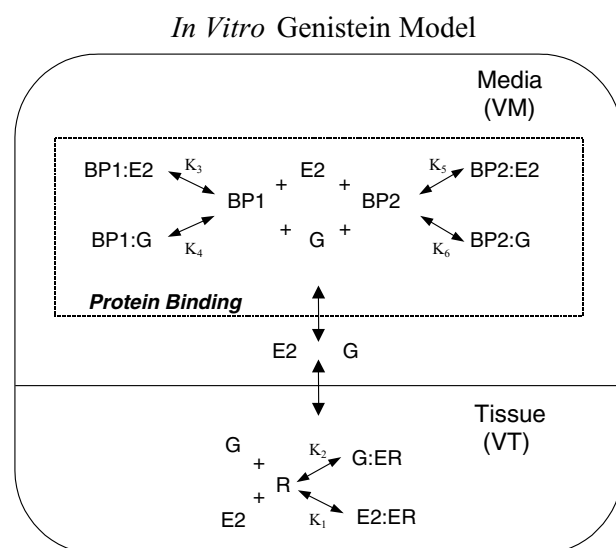 In Vitro Genistein Model
Media
(VM)
BP1:E2 K3 + E2 + K5 BP2:E2
BP1 BP2
BP1:G K4 + G + K6 BP2:G
Protein Binding
E2 G
Tissue
(VT)
G + K2 G:ER
R
E2 + K1 E2:ER